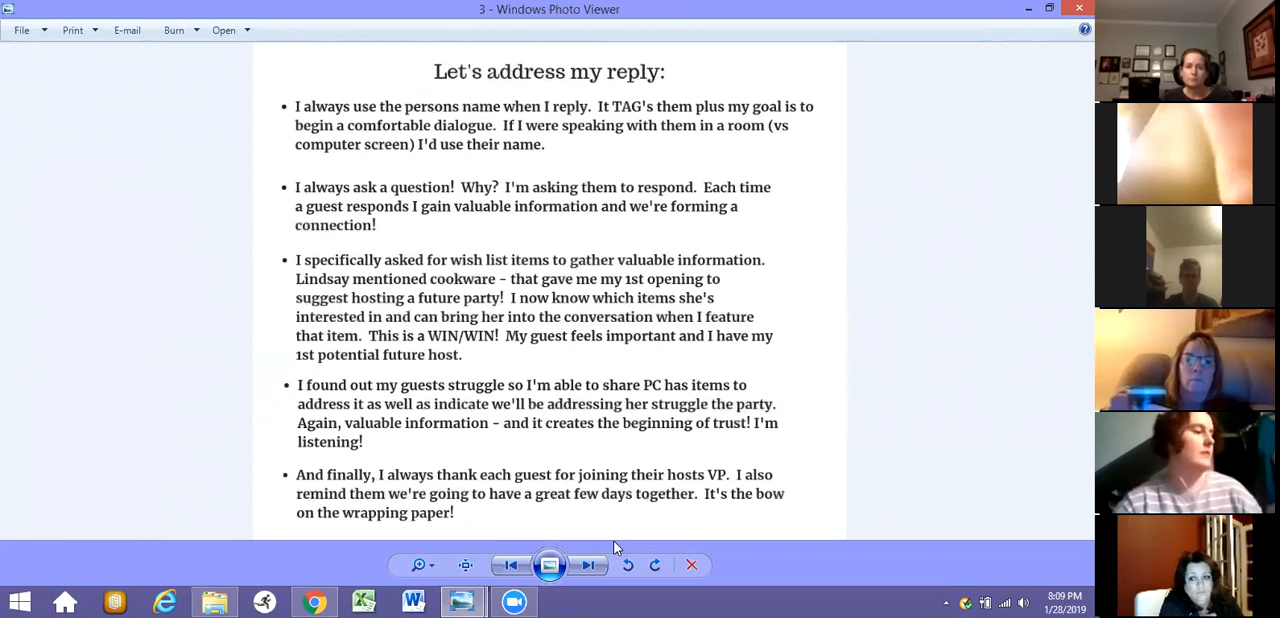 3 - Windows Photo Viewer
File Print E-mail Burn Open
Let's address my reply:
• I always use the persons name when I reply. It TAG's them plus my goal is to
begin a comfortable dialogue. If I were speaking with them in a room (vs
computer screen) I'd use their name.
• I always ask a question! Why? I'm asking them to respond. Each time
a guest responds I gain valuable information and we're forming a
connection!
• I specifically asked for wish list items to gather valuable information.
Lindsay mentioned cookware - that gave me my 1st opening to
suggest hosting a future party! I now know which items she's
interested in and can bring her into the conversation when I feature
that item. This is a WIN/WIN! My guest feels important and I have my
1st potential future host.
• I found out my guests struggle so I'm able to share PC has items to
address it as well as indicate we'll be addressing her struggle the party.
Again, valuable information - and it creates the beginning of trust! I'm
listening!
• And finally, I always thank each guest for joining their hosts VP. I also
remind them we're going to have a great few days together. It's the bow
on the wrapping paper!
8:09 PM
1/28/2019